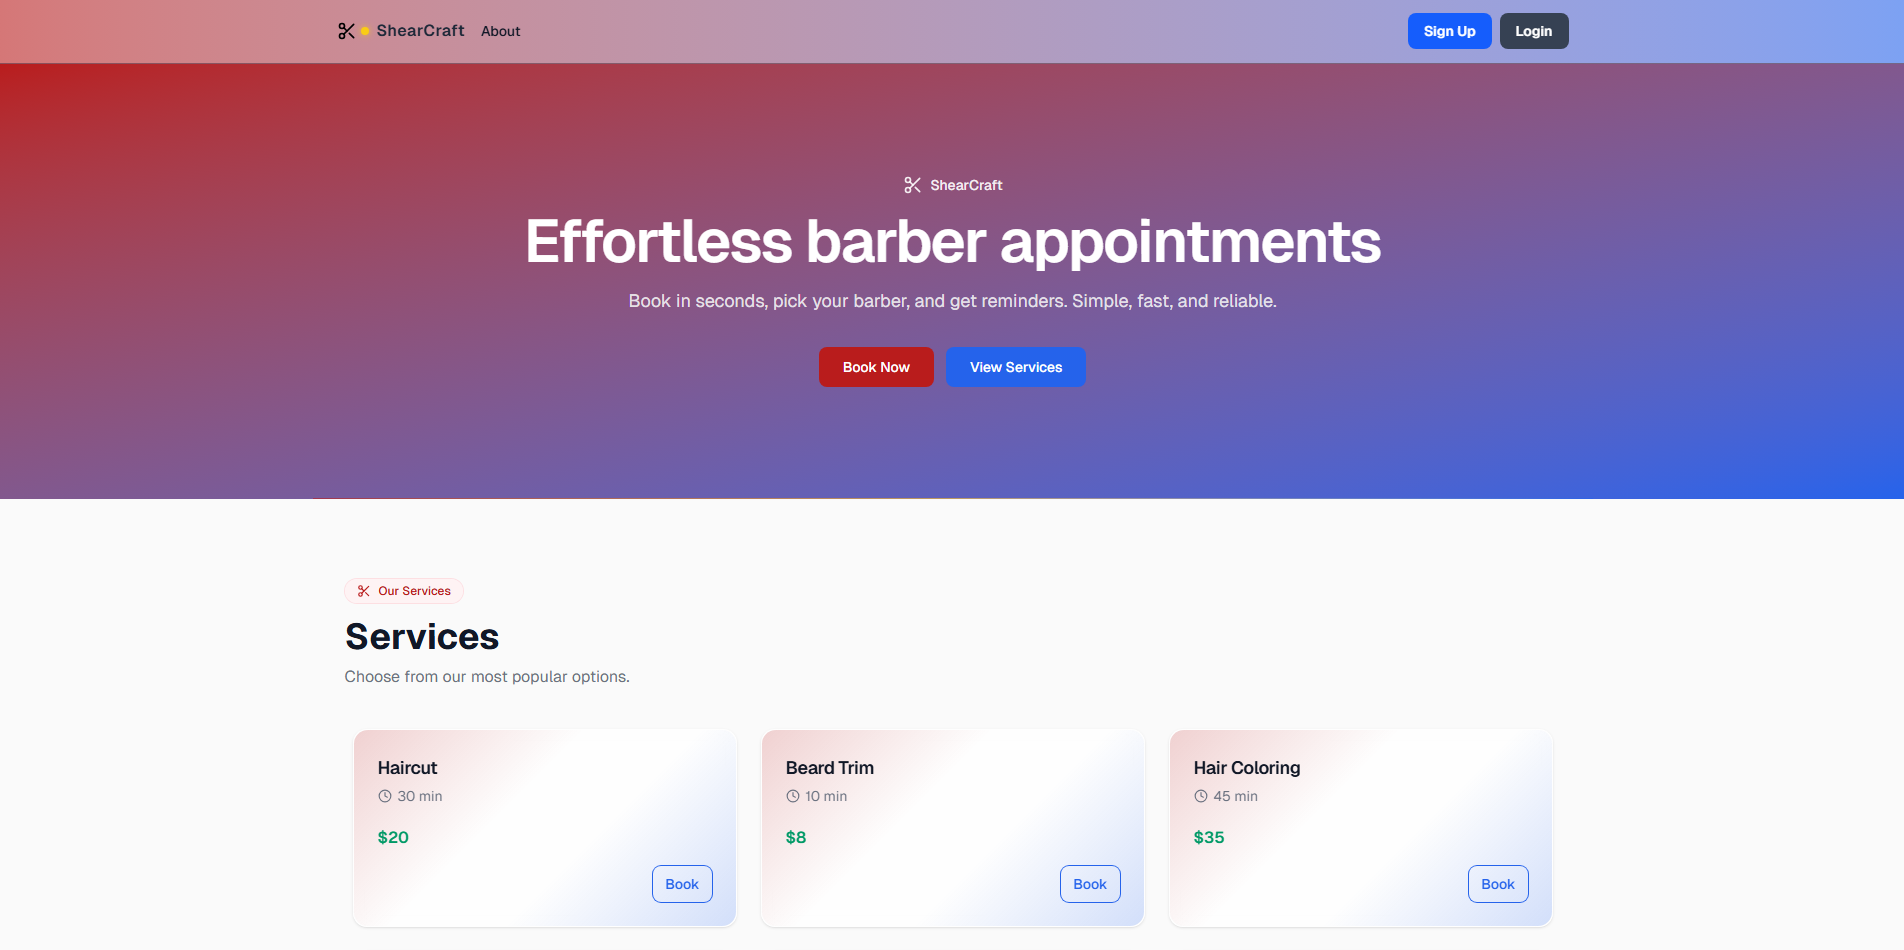 ShearCraft About Sign Up Login
ShearCraft
Effortless barber appointments
Book in seconds, pick your barber, and get reminders. Simple, fast, and reliable.
Book Now View Services
Our Services
Services
Choose from our most popular options.
Haircut
30 min
$20
Book
Beard Trim
10 min
$8
Book
Hair Coloring
45 min
$35
Book